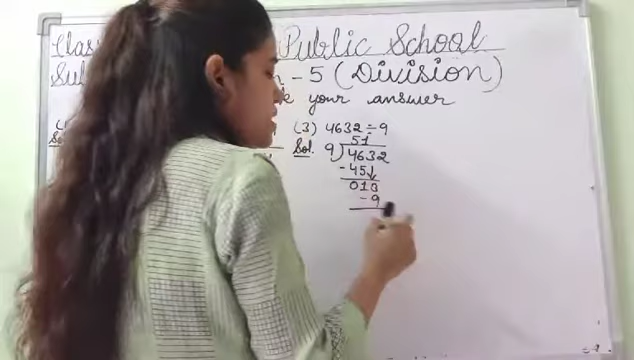 Class Public School
Sub - 5 (Division)
your answer
(3) 4632 ÷ 9
Sol. 51
9)4632
-45↓
013
-9